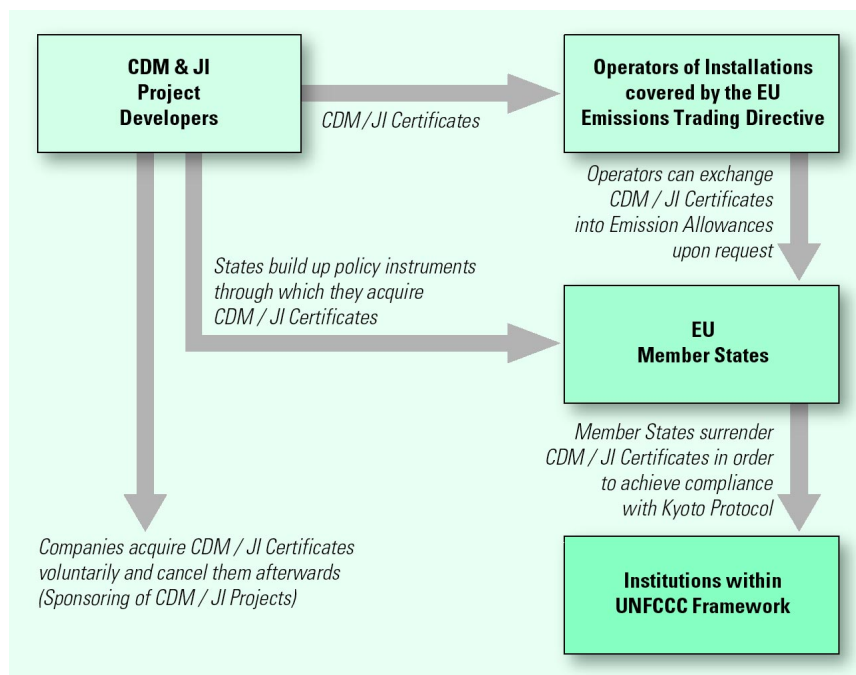 CDM & JI
Project
Developers
CDM/JI Certificates
Operators of Installations
covered by the EU
Emissions Trading Directive
Operators can exchange
CDM / JI Certificates
into Emission Allowances
upon request
States build up policy instruments
through which they acquire
CDM / JI Certificates
EU
Member States
Member States surrender
CDM / JI Certificates in order
to achieve compliance
with Kyoto Protocol
Companies acquire CDM / JI Certificates
voluntarily and cancel them afterwards
(Sponsoring of CDM / JI Projects)
Institutions within
UNFCCC Framework